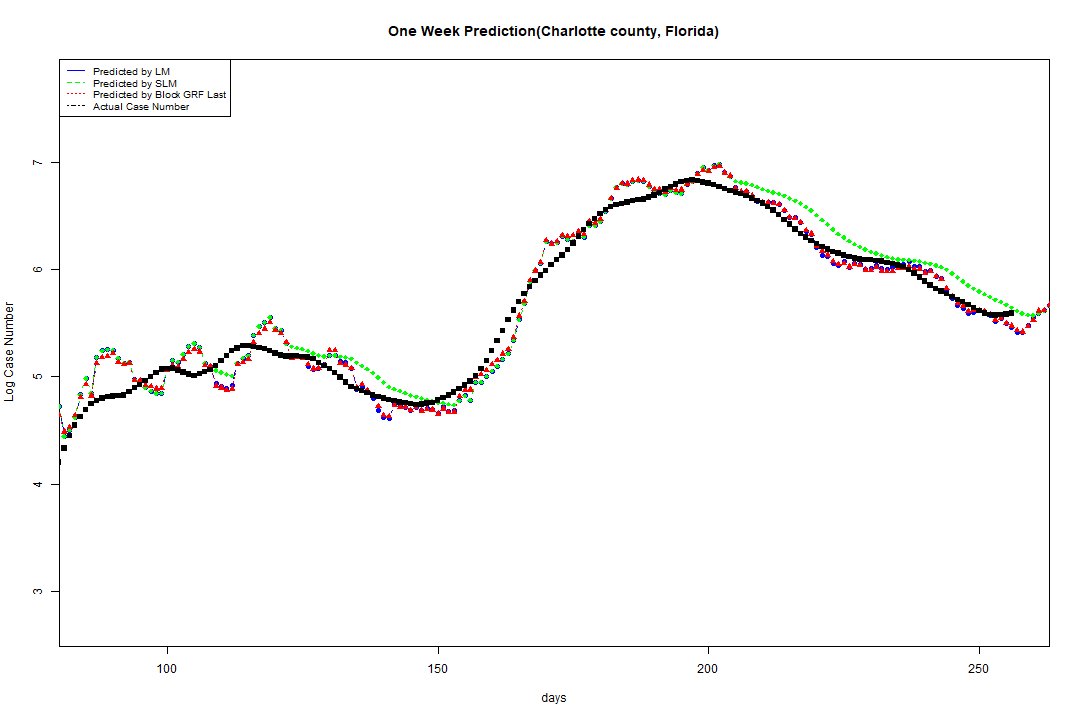 One Week Prediction(Charlotte county, Florida)
Predicted by LM
Predicted by SLM
Predicted by Block GRF Last
Actual Case Number
7
6
5
4
3
Log Case Number
100
150
200
250
days